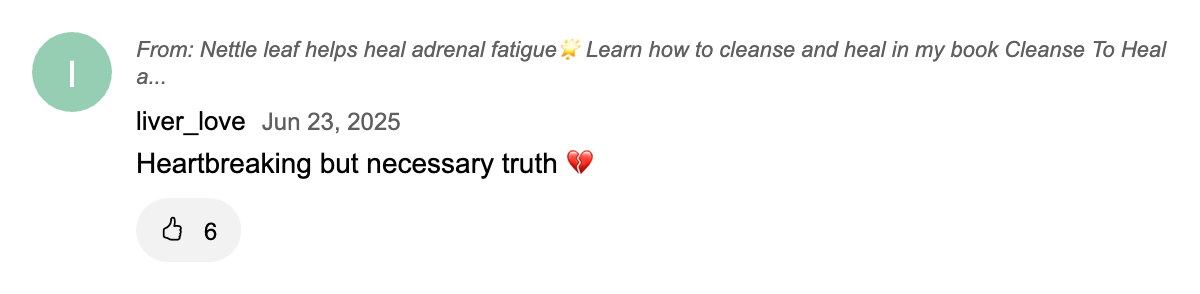 From: Nettle leaf helps heal adrenal fatigue🌟 Learn how to cleanse and heal in my book Cleanse To Heal
a...
l
liver_love Jun 23, 2025
Heartbreaking but necessary truth 💔
6